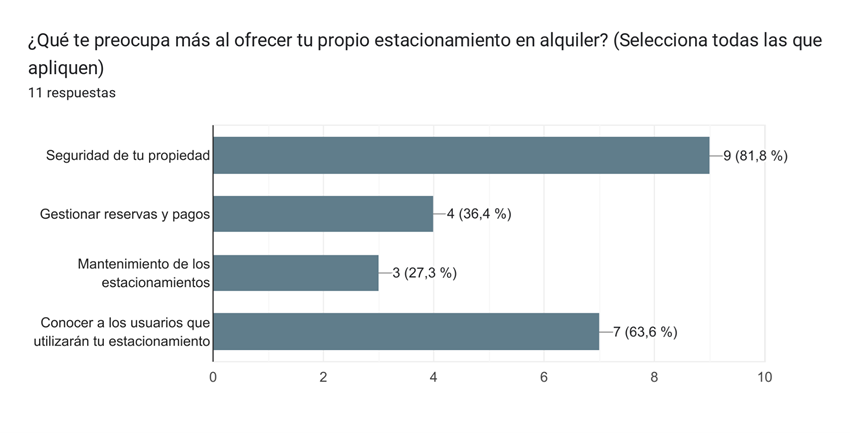 ¿Qué te preocupa más al ofrecer tu propio estacionamiento en alquiler? (Selecciona todas las que
apliquen)
11 respuestas
Seguridad de tu propiedad
9 (81,8 %)
Gestionar reservas y pagos
4 (36,4 %)
Mantenimiento de los
estacionamientos
3 (27,3 %)
Conocer a los usuarios que
utilizarán tu estacionamiento
7 (63,6 %)
0 2 4 6 8 10